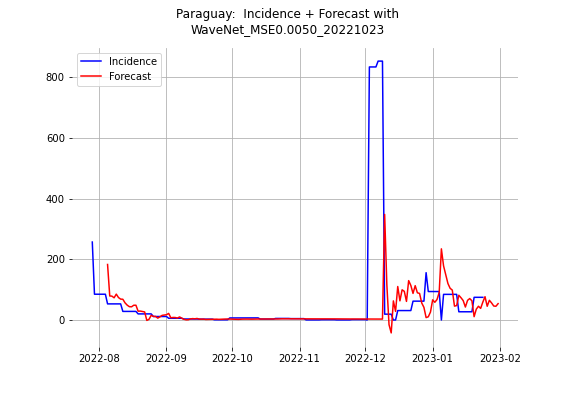 Paraguay:  Incidence + Forecast with
WaveNet_MSE0.0050_20221023
Incidence
Forecast
800
600
400
200
0
2022-08 2022-09 2022-10 2022-11 2022-12 2023-01 2023-02